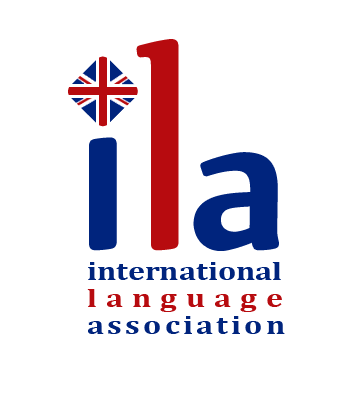 ila
international
language
association